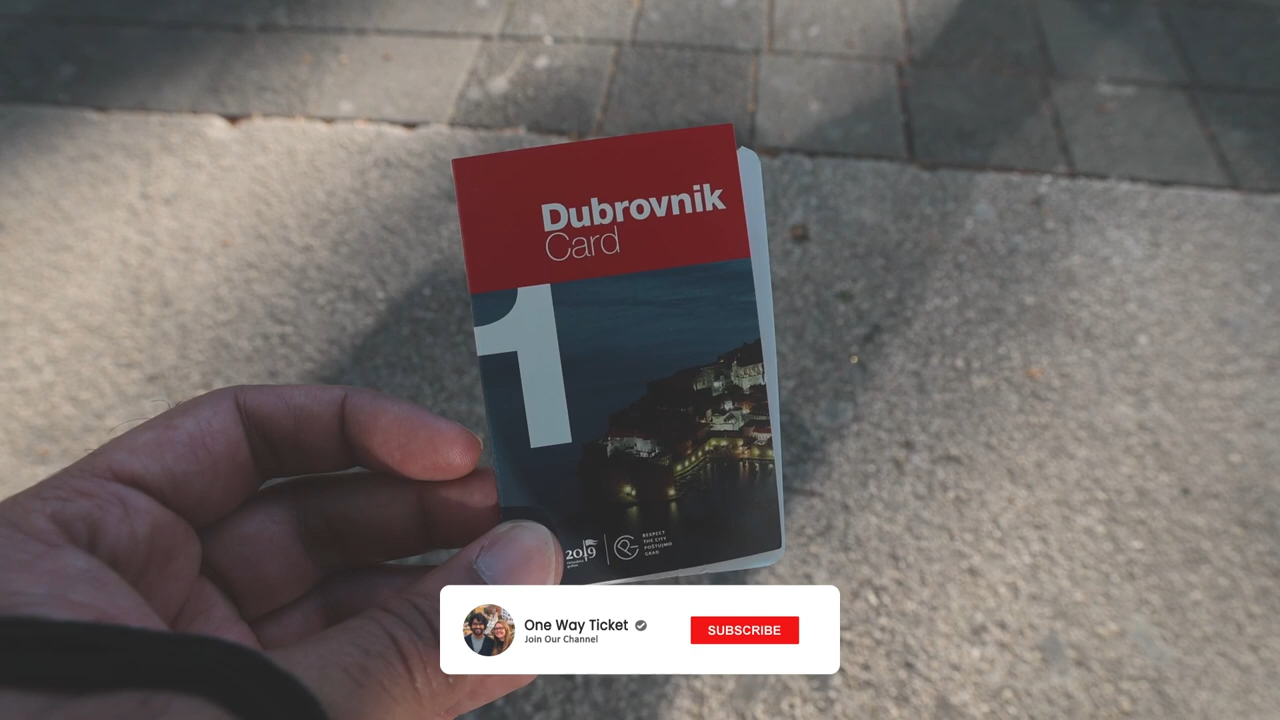 Dubrovnik
Card
1
2019
RESPECT
THE CITY
POŠTUJMO
GRAD
One Way Ticket
Join Our Channel
SUBSCRIBE